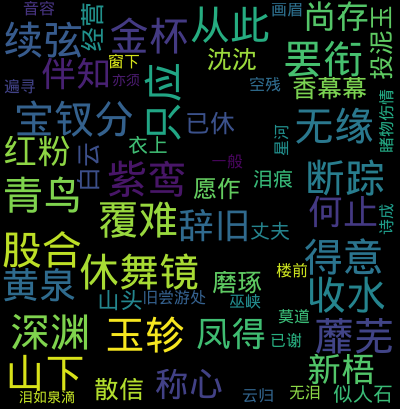 音容
画眉
续弦
经营
金杯
从此
尚存
投泥玉
窗下
沈沈
罢衔
伴知
亦须
遍寻
空残
香幕幕
睹物伤情
宝钗分
只应
已休
星河
无缘
红粉
衣上
白云
一般
紫鸾
泪痕
断踪
青鸟
愿作
何止
诗成
覆难
辞旧
丈夫
股合
得意
休舞镜
楼前
黄泉
磨琢
收水
山头
旧尝游处
巫峡
莫道
深渊
玉轸
凤得
已谢
蘼芜
山下
新梧
散信
称心
泪如泉滴
云归
无泪
似人石